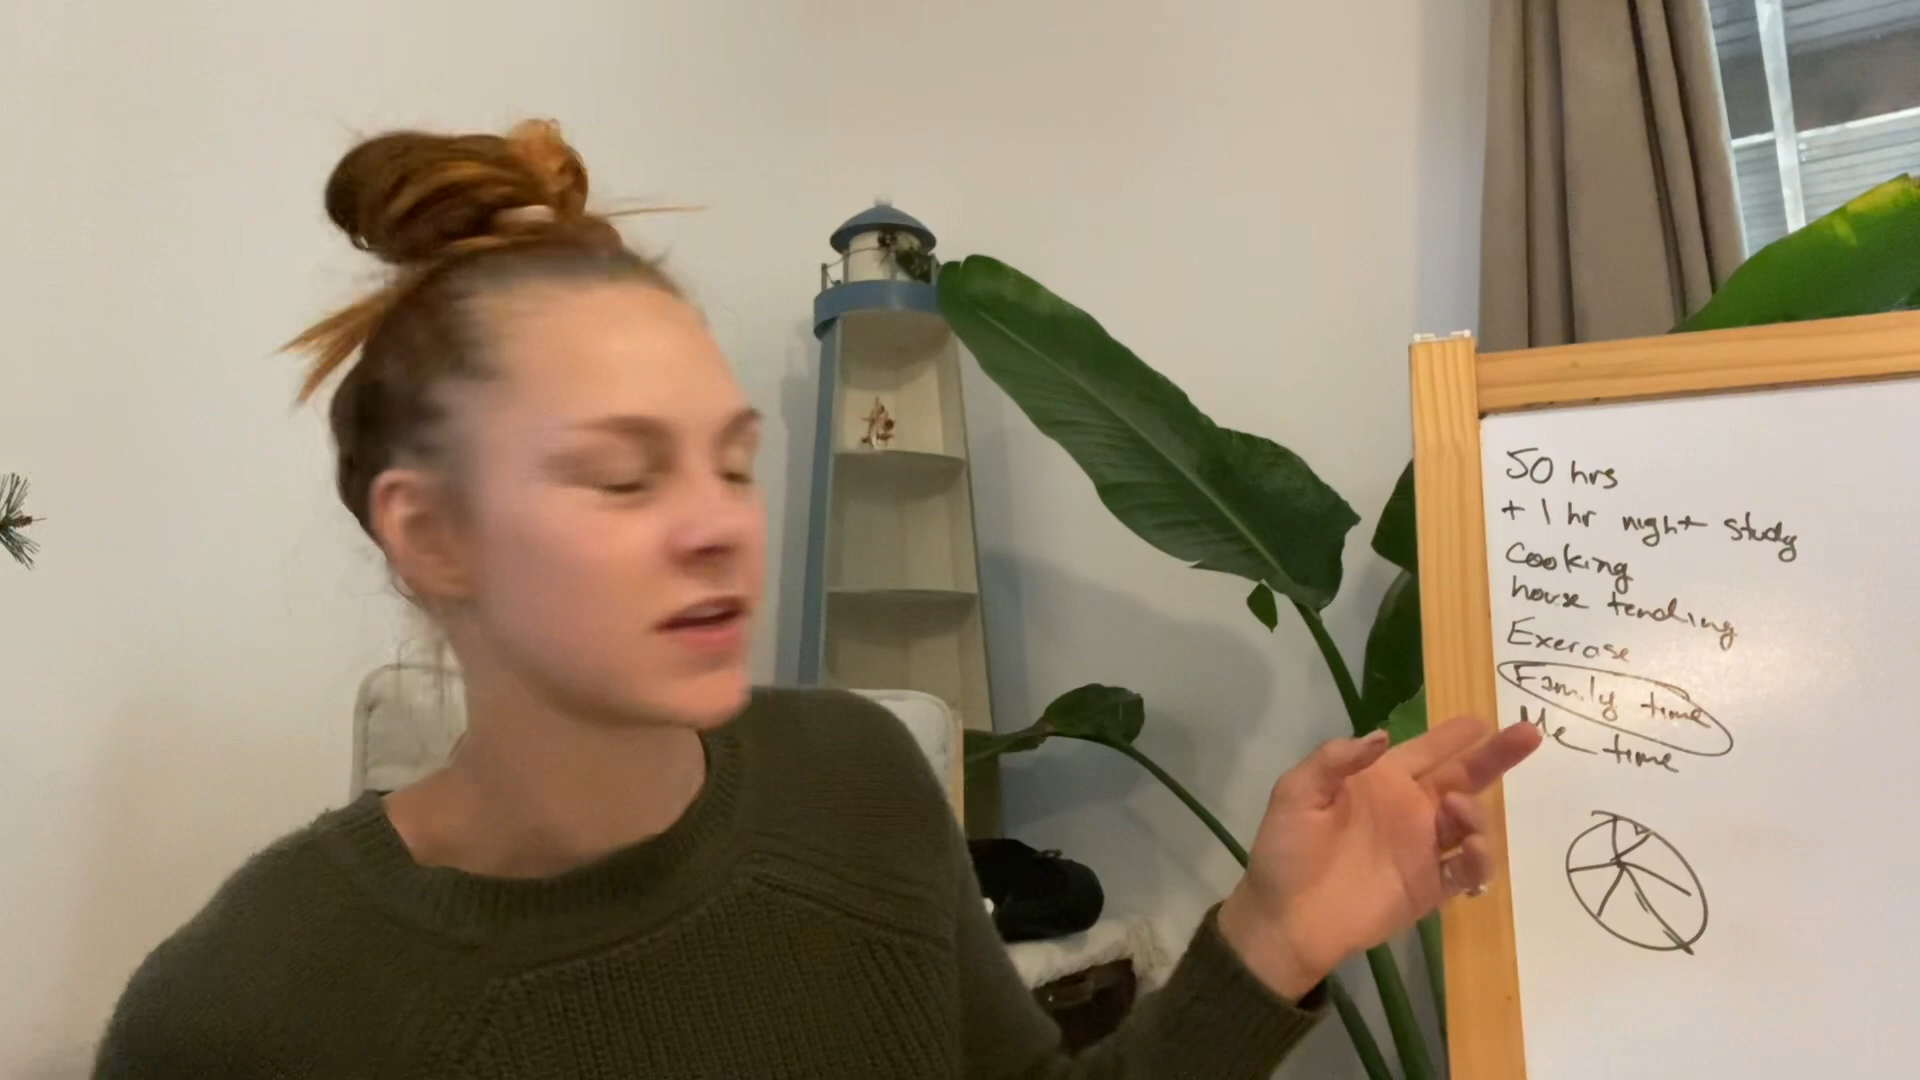 50 hrs
+ 1 hr night study
Cooking
house tending
Exercise
Family time
Me time